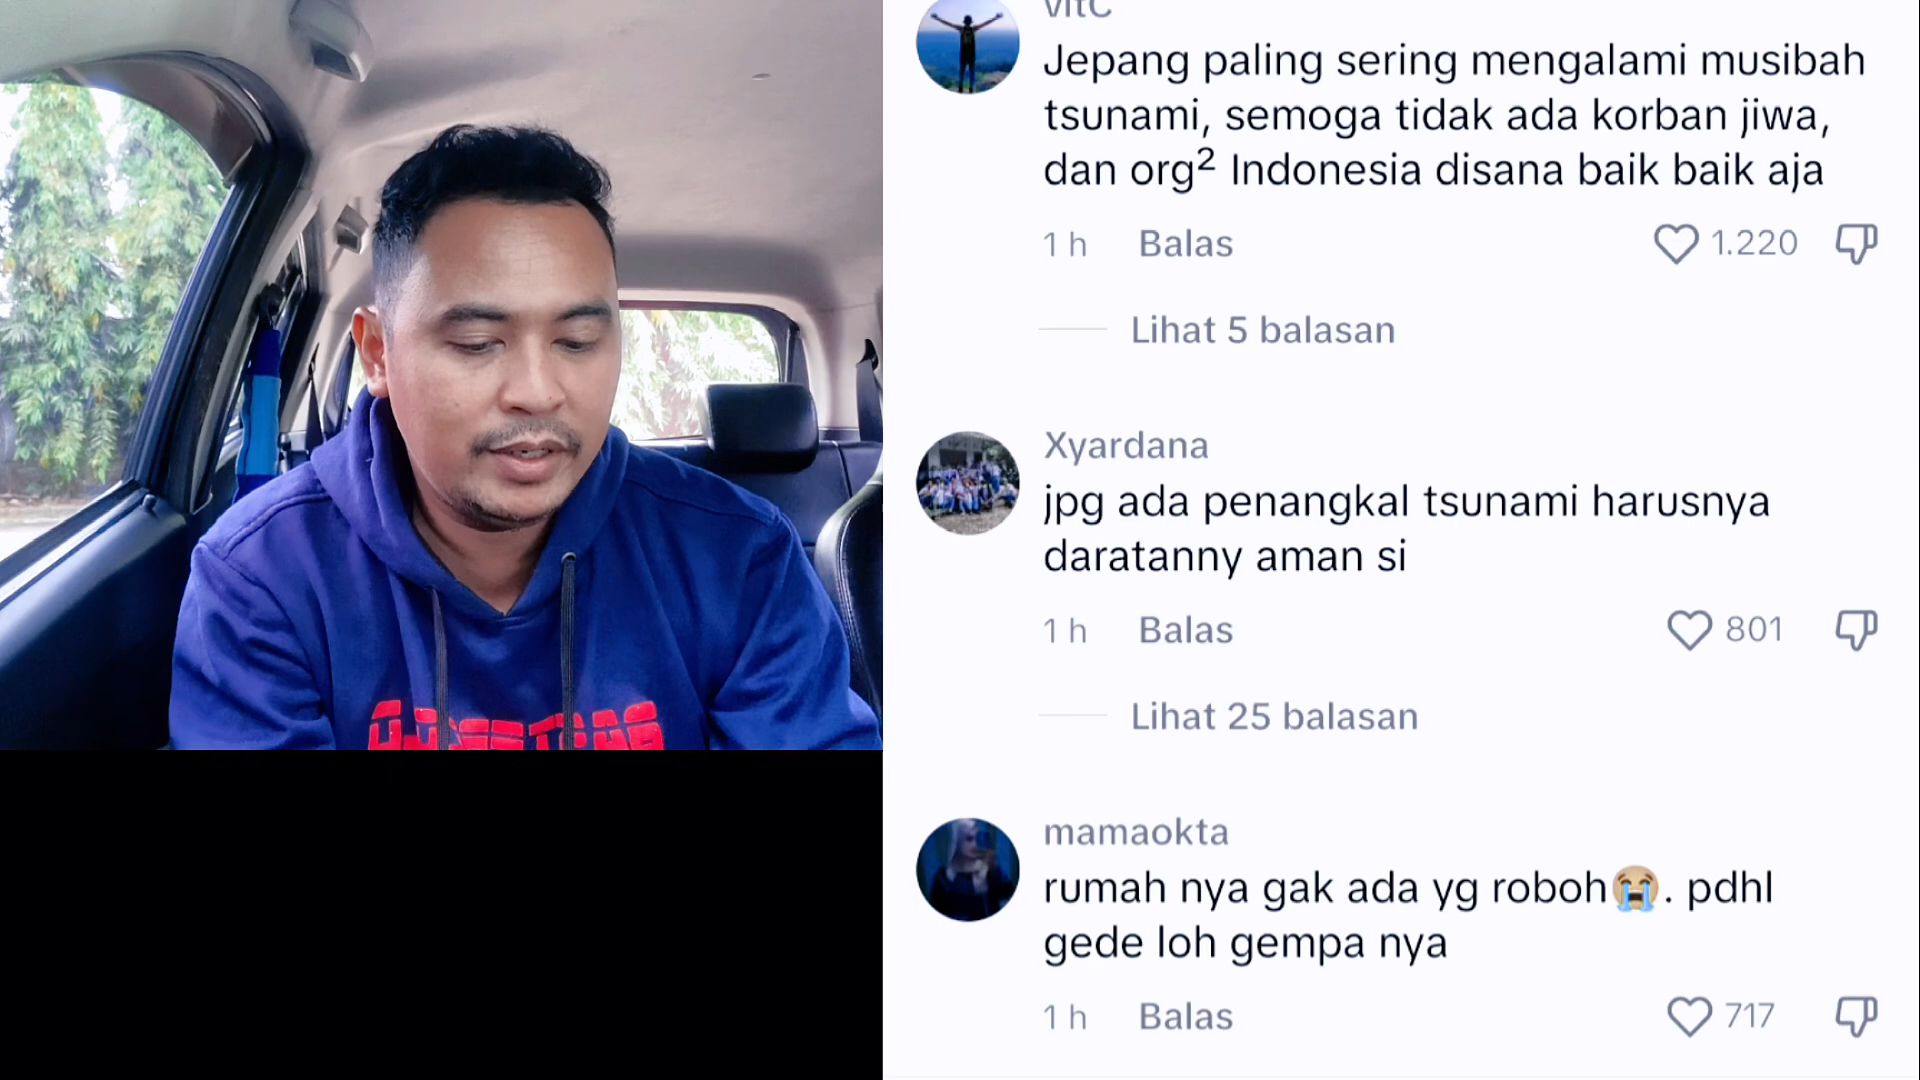 vitC
Jepang paling sering mengalami musibah
tsunami, semoga tidak ada korban jiwa,
dan org² Indonesia disana baik baik aja
1 h Balas 1.220
Lihat 5 balasan
Xyardana
jpg ada penangkal tsunami harusnya
daratanny aman si
1 h Balas 801
Lihat 25 balasan
mamaokta
rumah nya gak ada yg roboh😭. pdhl
gede loh gempa nya
1 h Balas 717